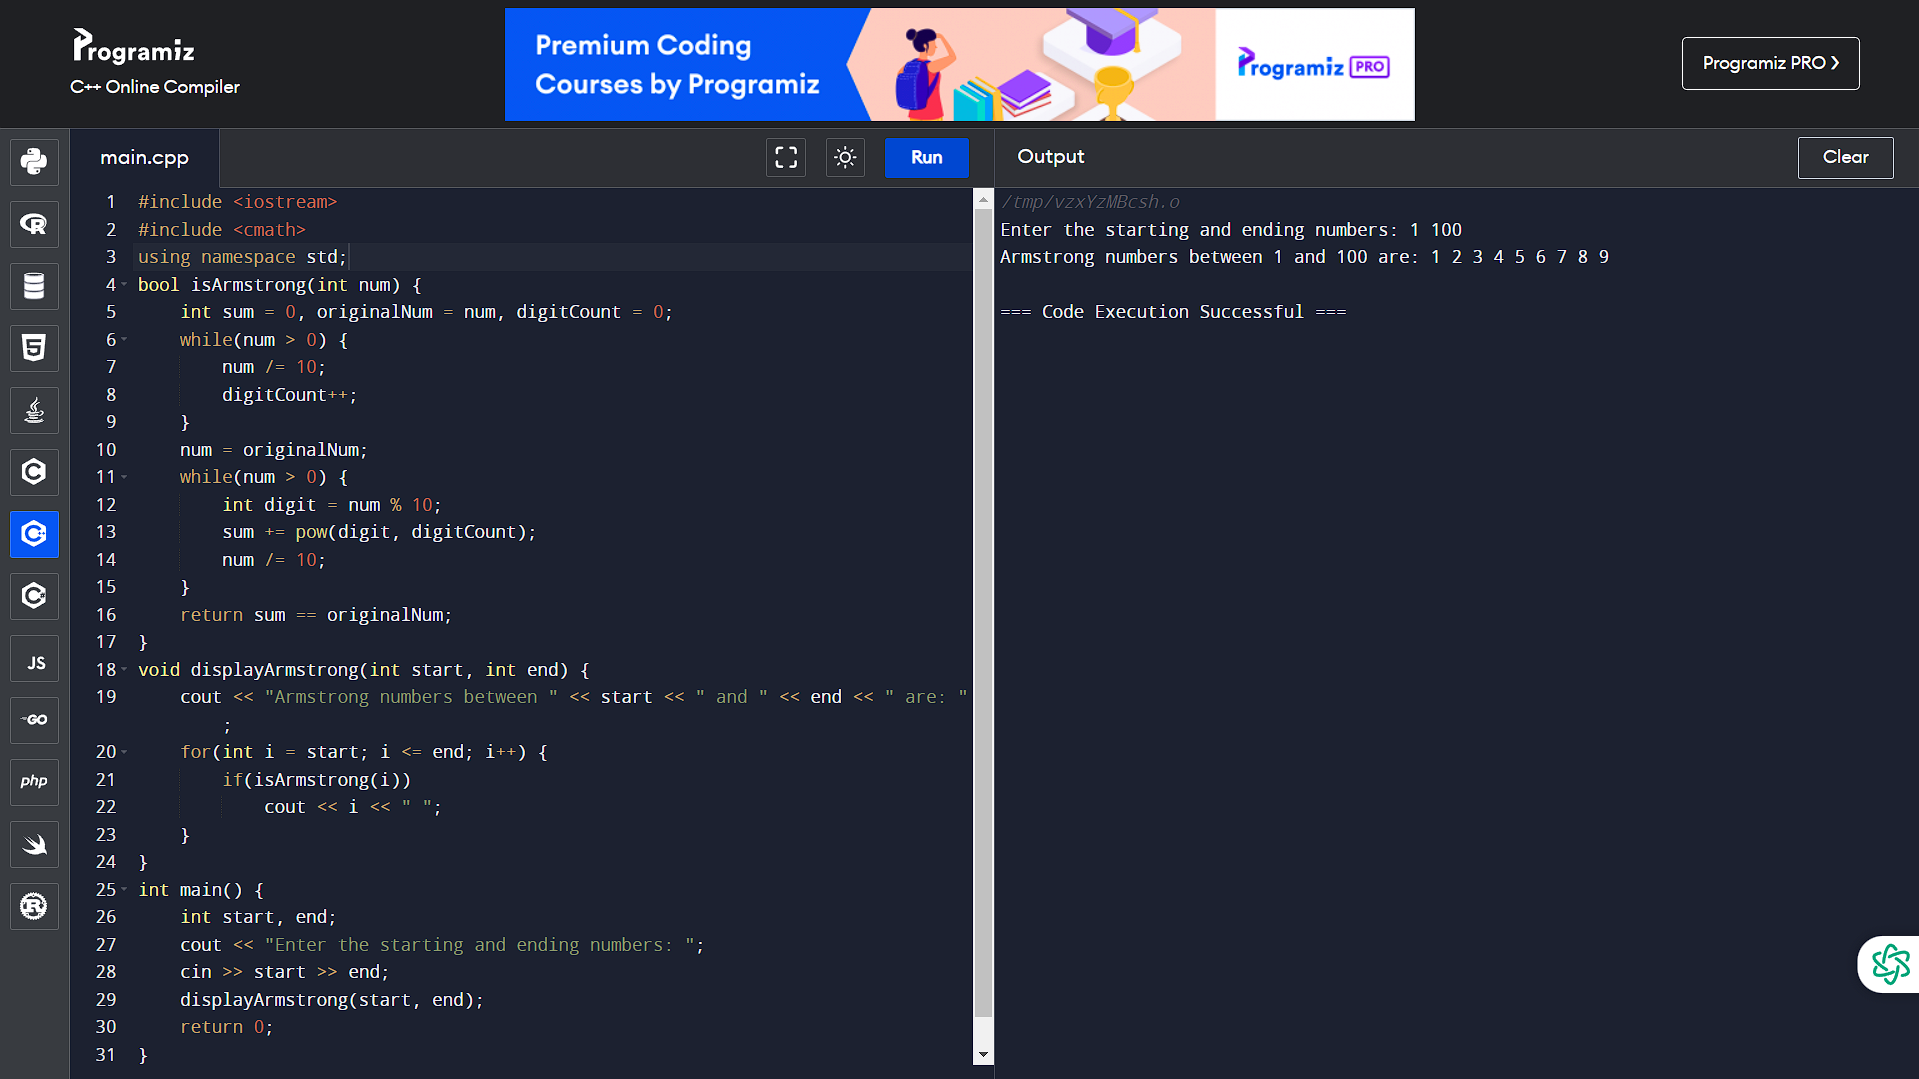 Programiz
C++ Online Compiler
Premium Coding
Courses by Programiz
Programiz PRO
Programiz PRO ❯
main.cpp
Run
Output
Clear
R
5
C
C+
C#
JS
GO
php
R
1 #include <iostream>
2 #include <cmath>
3 using namespace std;
4 bool isArmstrong(int num) {
5     int sum = 0, originalNum = num, digitCount = 0;
6     while(num > 0) {
7         num /= 10;
8         digitCount++;
9     }
10     num = originalNum;
11     while(num > 0) {
12         int digit = num % 10;
13         sum += pow(digit, digitCount);
14         num /= 10;
15     }
16     return sum == originalNum;
17 }
18 void displayArmstrong(int start, int end) {
19     cout << "Armstrong numbers between " << start << " and " << end << " are: "
        ;
20     for(int i = start; i <= end; i++) {
21         if(isArmstrong(i))
22             cout << i << " ";
23     }
24 }
25 int main() {
26     int start, end;
27     cout << "Enter the starting and ending numbers: ";
28     cin >> start >> end;
29     displayArmstrong(start, end);
30     return 0;
31 }
/tmp/vzxYzMBcsh.o
Enter the starting and ending numbers: 1 100
Armstrong numbers between 1 and 100 are: 1 2 3 4 5 6 7 8 9
=== Code Execution Successful ===